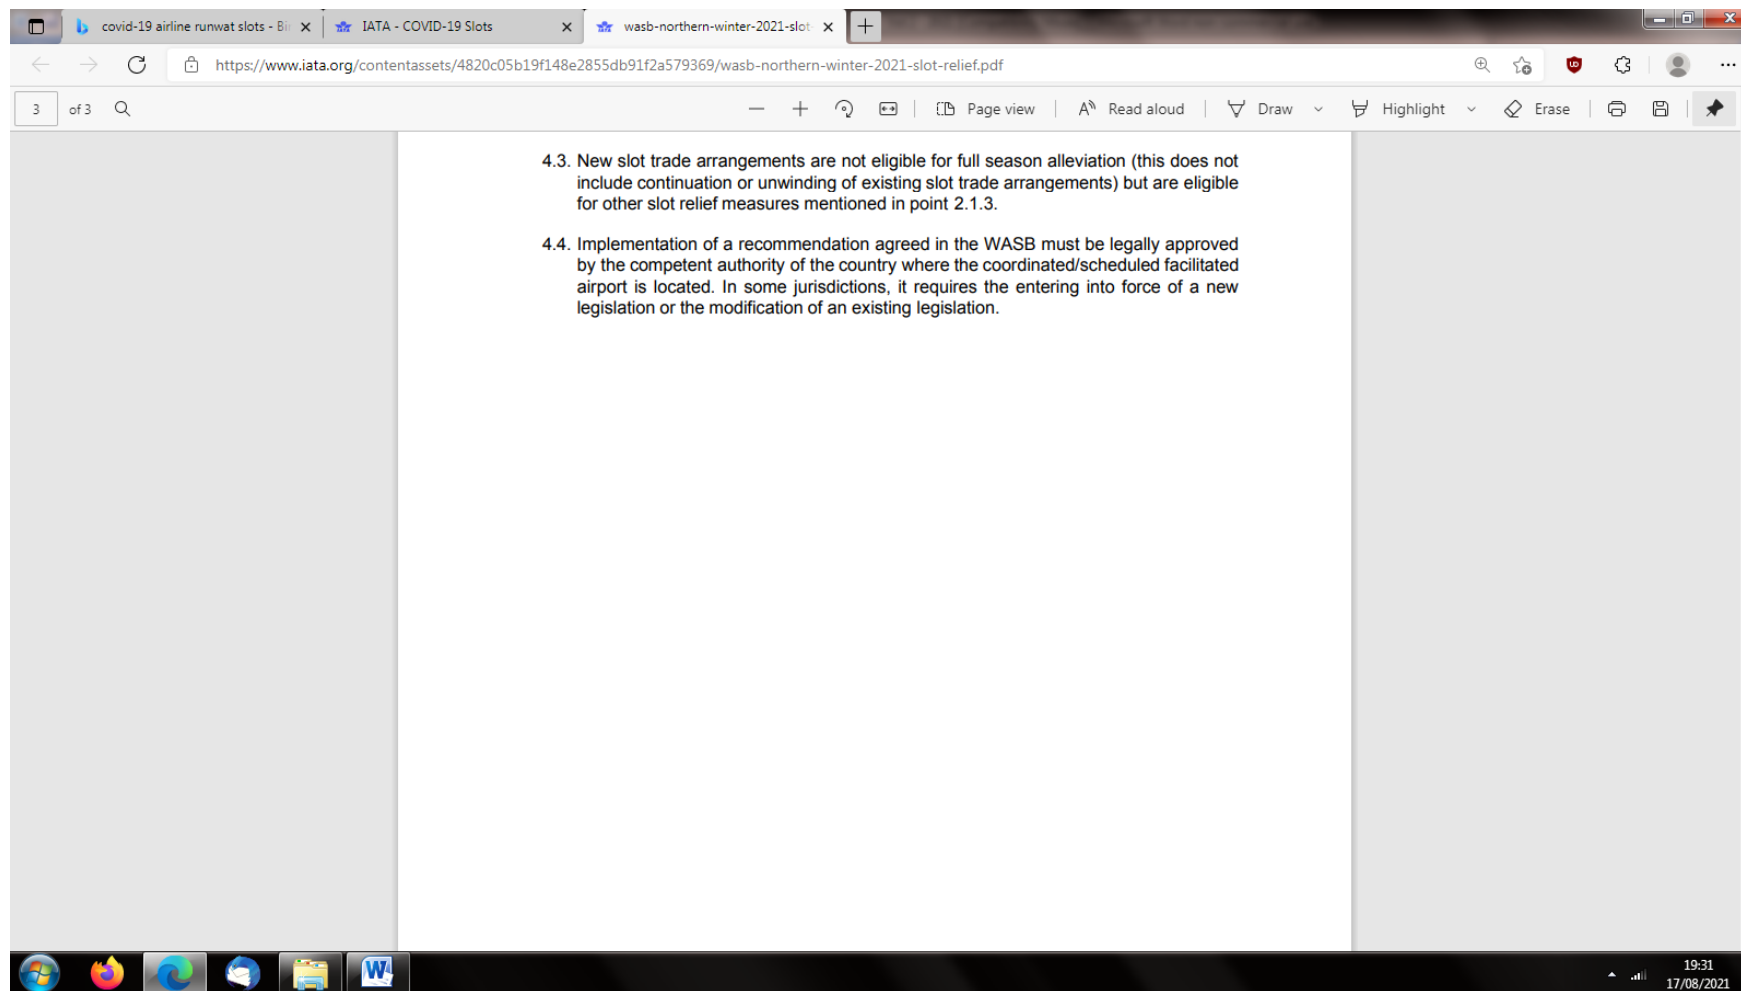 covid-19 airline runwat slots - Bi
IATA - COVID-19 Slots
wasb-northern-winter-2021-slot
https://www.iata.org/contentassets/4820c05b19f148e2855db91f2a579369/wasb-northern-winter-2021-slot-relief.pdf
3 of 3
Page view
Read aloud
Draw
Highlight
Erase
4.3. New slot trade arrangements are not eligible for full season alleviation (this does not
include continuation or unwinding of existing slot trade arrangements) but are eligible
for other slot relief measures mentioned in point 2.1.3.
4.4. Implementation of a recommendation agreed in the WASB must be legally approved
by the competent authority of the country where the coordinated/scheduled facilitated
airport is located. In some jurisdictions, it requires the entering into force of a new
legislation or the modification of an existing legislation.
19:31
17/08/2021